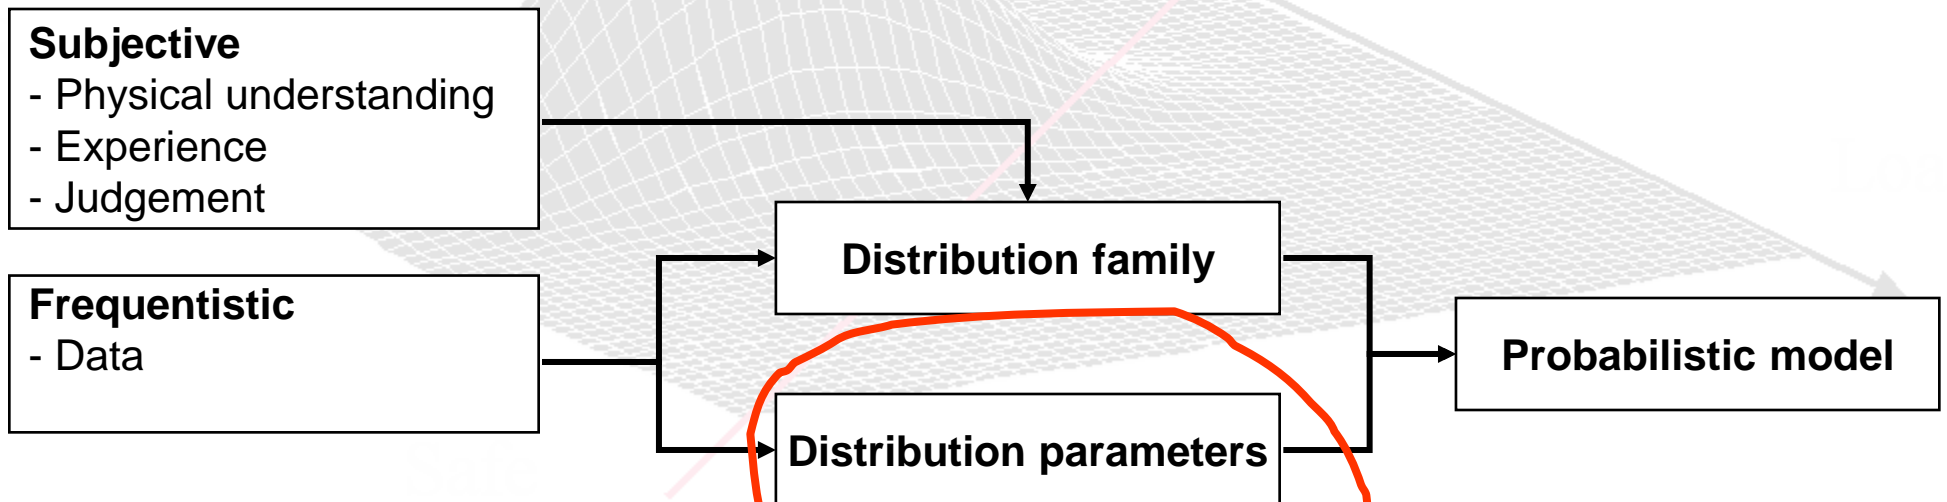 Subjective
- Physical understanding
- Experience
- Judgement
Distribution family
Frequentistic
- Data
Probabilistic model
Distribution parameters